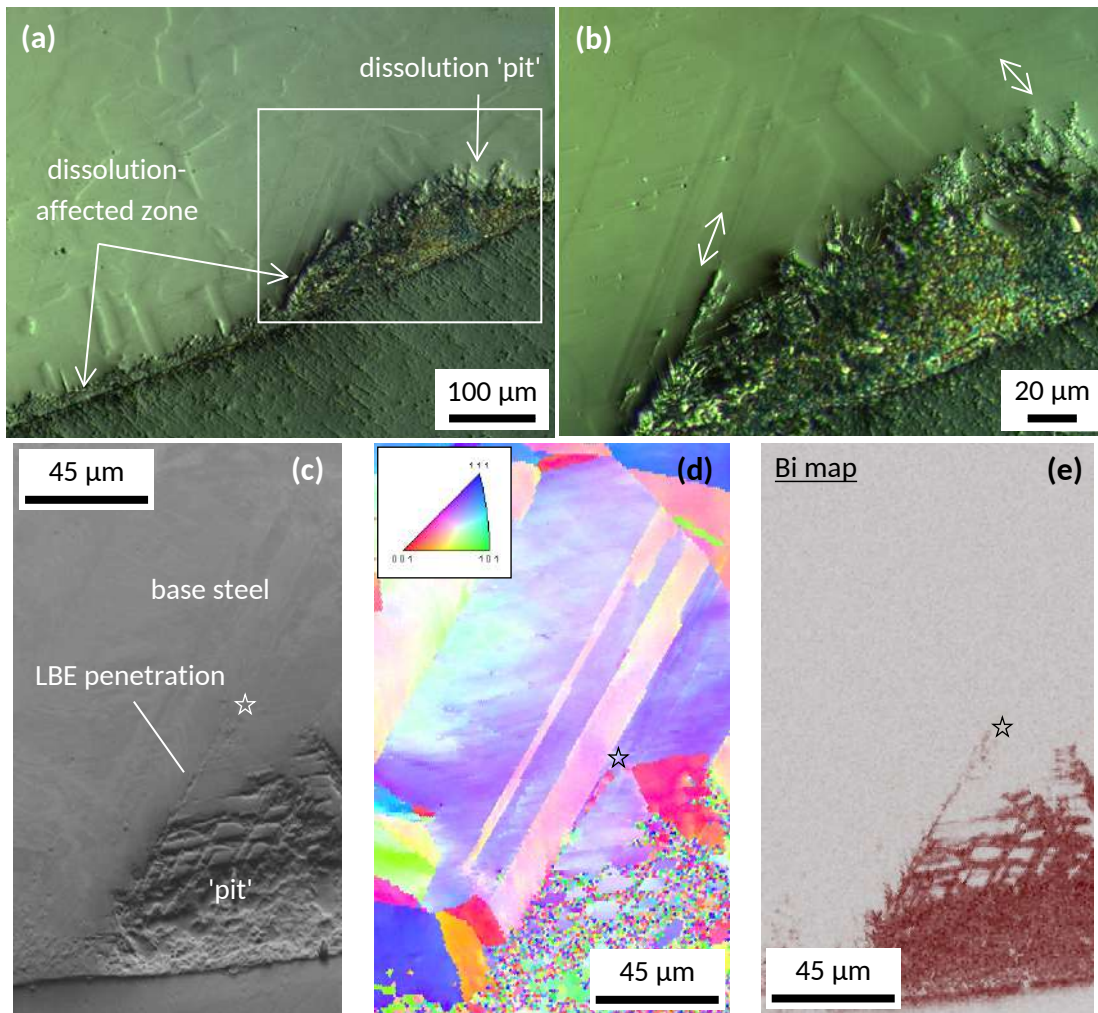 (a)
dissolution 'pit'
dissolution-
affected zone
100 µm
(b)
20 µm
45 µm
(c)
base steel
LBE penetration
'pit'
(d)
111
001
101
45 µm
Bi map
(e)
45 µm